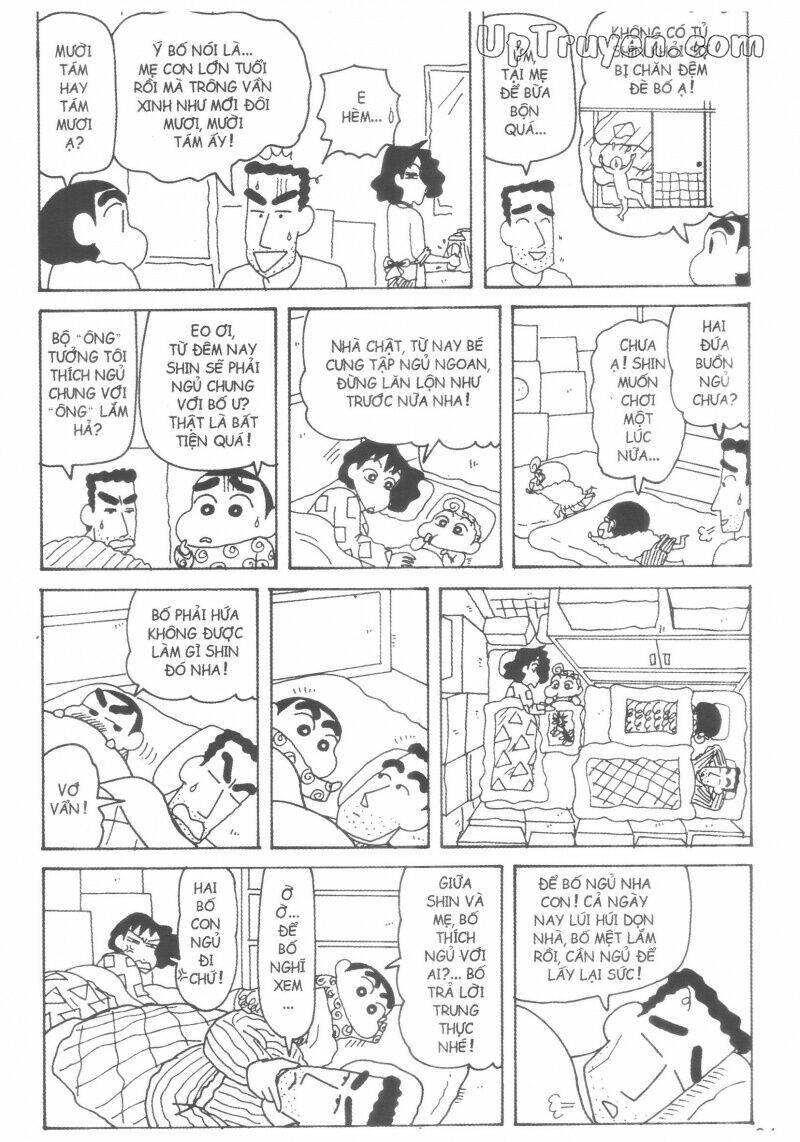 UpTruyen.com
KHÔNG CÓ TỦ
SHIN KHỎI SỢ
BỊ CHĂN ĐỆM
ĐÈ BỐ Ạ!
ỪM,
TẠI MẸ
ĐỂ BỪA
BỘN
QUÁ...
E
HÈM...
Ý BỐ NÓI LÀ...
MẸ CON LỚN TUỔI
RỒI MÀ TRÔNG VẪN
XINH NHƯ MỚI ĐÔI
MƯƠI, MƯỜI
TÁM ẤY!
MƯỜI
TÁM
HAY
TÁM
MƯƠI
Ạ?
HAI
ĐỨA
BUỒN
NGỦ
CHƯA?
CHƯA
Ạ! SHIN
MUỐN
CHƠI
MỘT
LÚC
NỮA...
NHÀ CHẬT, TỪ NAY BÉ
CƯNG TẬP NGỦ NGOAN,
ĐỪNG LĂN LỘN NHƯ
TRƯỚC NỮA NHA!
EO ƠI,
TỪ ĐÊM NAY
SHIN SẼ PHẢI
NGỦ CHUNG
VỚI BỐ Ư?
THẬT LÀ BẤT
TIỆN QUÁ!
BỘ "ÔNG"
TƯỞNG TÔI
THÍCH NGỦ
CHUNG VỚI
"ÔNG" LẮM
HẢ?
BỐ PHẢI HỨA
KHÔNG ĐƯỢC
LÀM GÌ SHIN
ĐÓ NHA!
VỚ
VẨN!
ĐỂ BỐ NGỦ NHA
CON! CẢ NGÀY
NAY LÚI HÚI DỌN
NHÀ, BỐ MỆT LẮM
RỒI, CẦN NGỦ ĐỂ
LẤY LẠI SỨC!
GIỮA
SHIN VÀ
MẸ, BỐ
THÍCH
NGỦ VỚI
AI?... BỐ
TRẢ LỜI
TRUNG
THỰC
NHÉ!
Ờ
Ờ...
ĐỂ
BỐ
NGHĨ
XEM
...
HAI
BỐ
CON
NGỦ
ĐI
CHỨ!